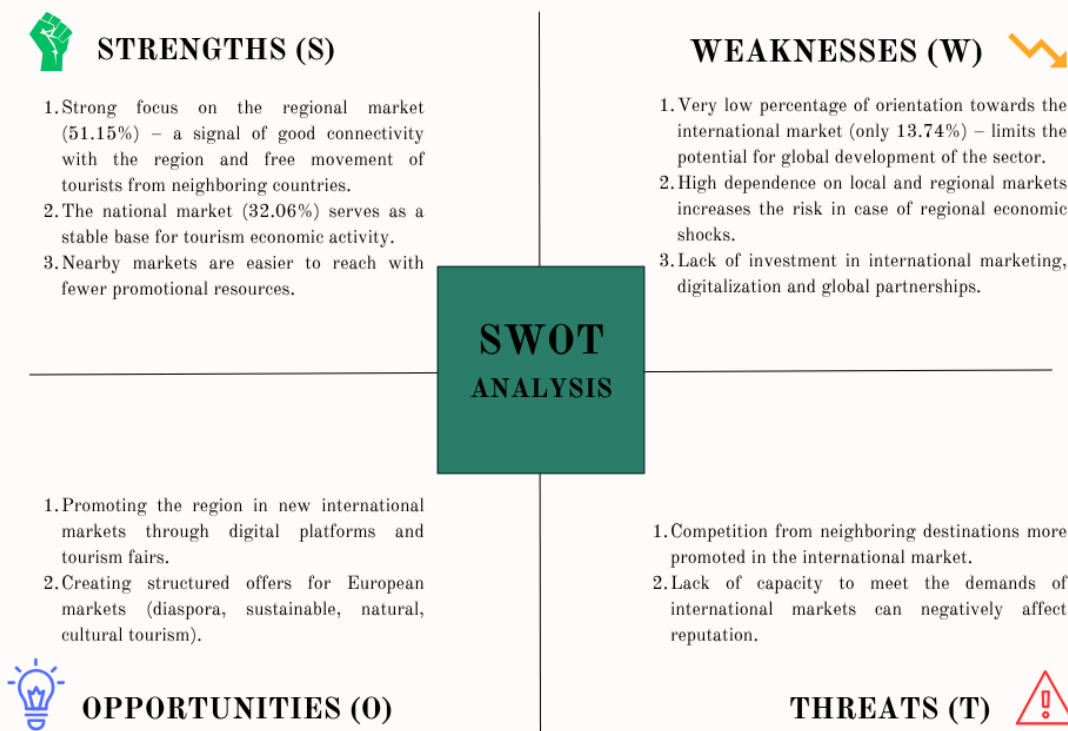 STRENGTHS (S)
1. Strong focus on the regional market
(51.15%) – a signal of good connectivity
with the region and free movement of
tourists from neighboring countries.
2. The national market (32.06%) serves as a
stable base for tourism economic activity.
3. Nearby markets are easier to reach with
fewer promotional resources.
WEAKNESSES (W)
1. Very low percentage of orientation towards the
international market (only 13.74%) – limits the
potential for global development of the sector.
2. High dependence on local and regional markets
increases the risk in case of regional economic
shocks.
3. Lack of investment in international marketing,
digitalization and global partnerships.
SWOT
ANALYSIS
1. Promoting the region in new international
markets through digital platforms and
tourism fairs.
2. Creating structured offers for European
markets (diaspora, sustainable, natural,
cultural tourism).
OPPORTUNITIES (O)
1. Competition from neighboring destinations more
promoted in the international market.
2. Lack of capacity to meet the demands of
international markets can negatively affect
reputation.
THREATS (T)